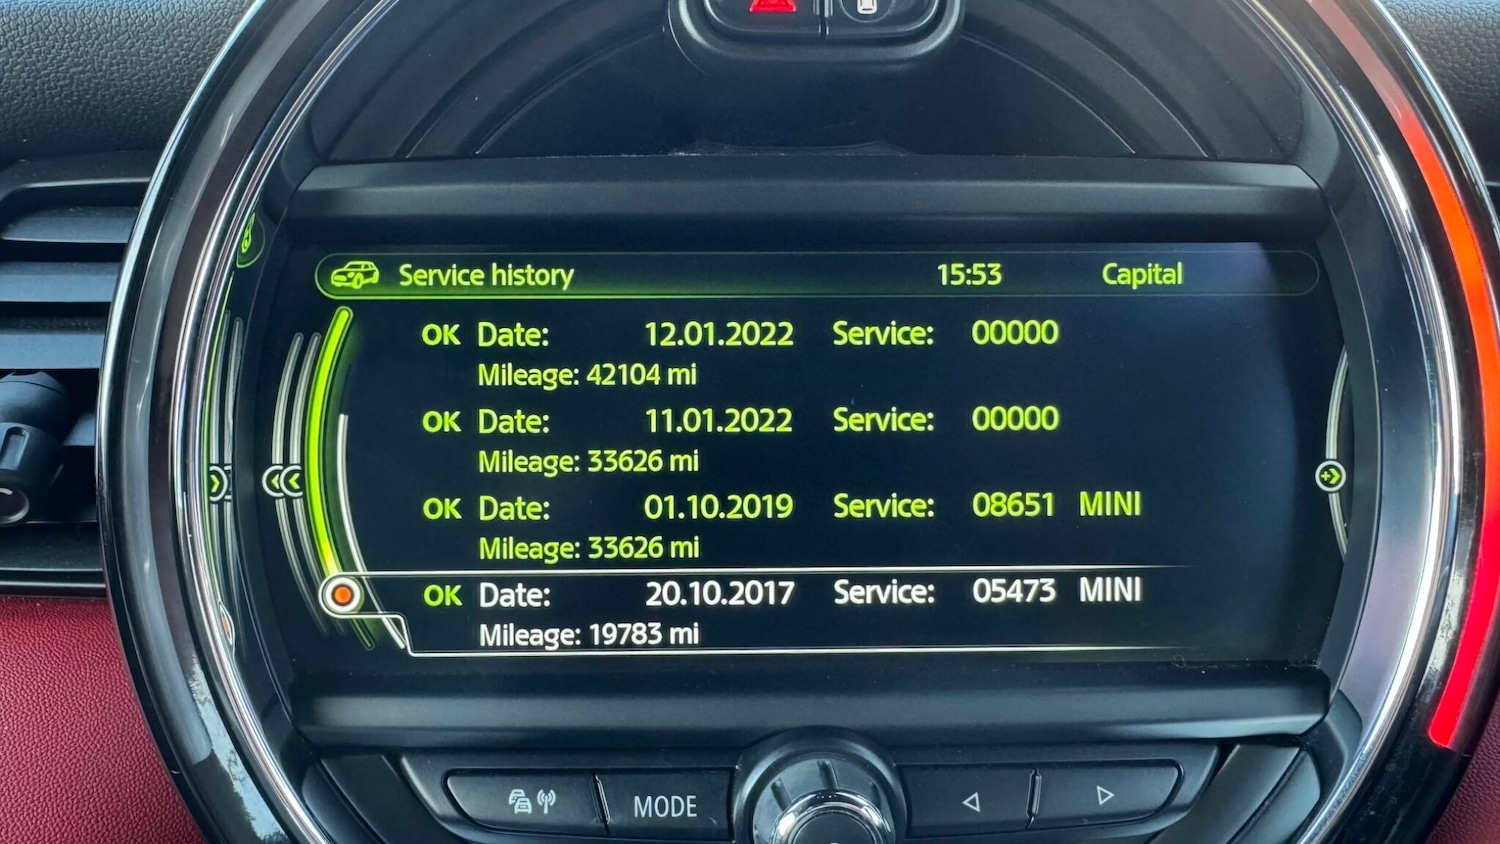 Service history 15:53 Capital
OK Date: 12.01.2022 Service: 00000
Mileage: 42104 mi
OK Date: 11.01.2022 Service: 00000
Mileage: 33626 mi
OK Date: 01.10.2019 Service: 08651 MINI
Mileage: 33626 mi
OK Date: 20.10.2017 Service: 05473 MINI
Mileage: 19783 mi
MODE